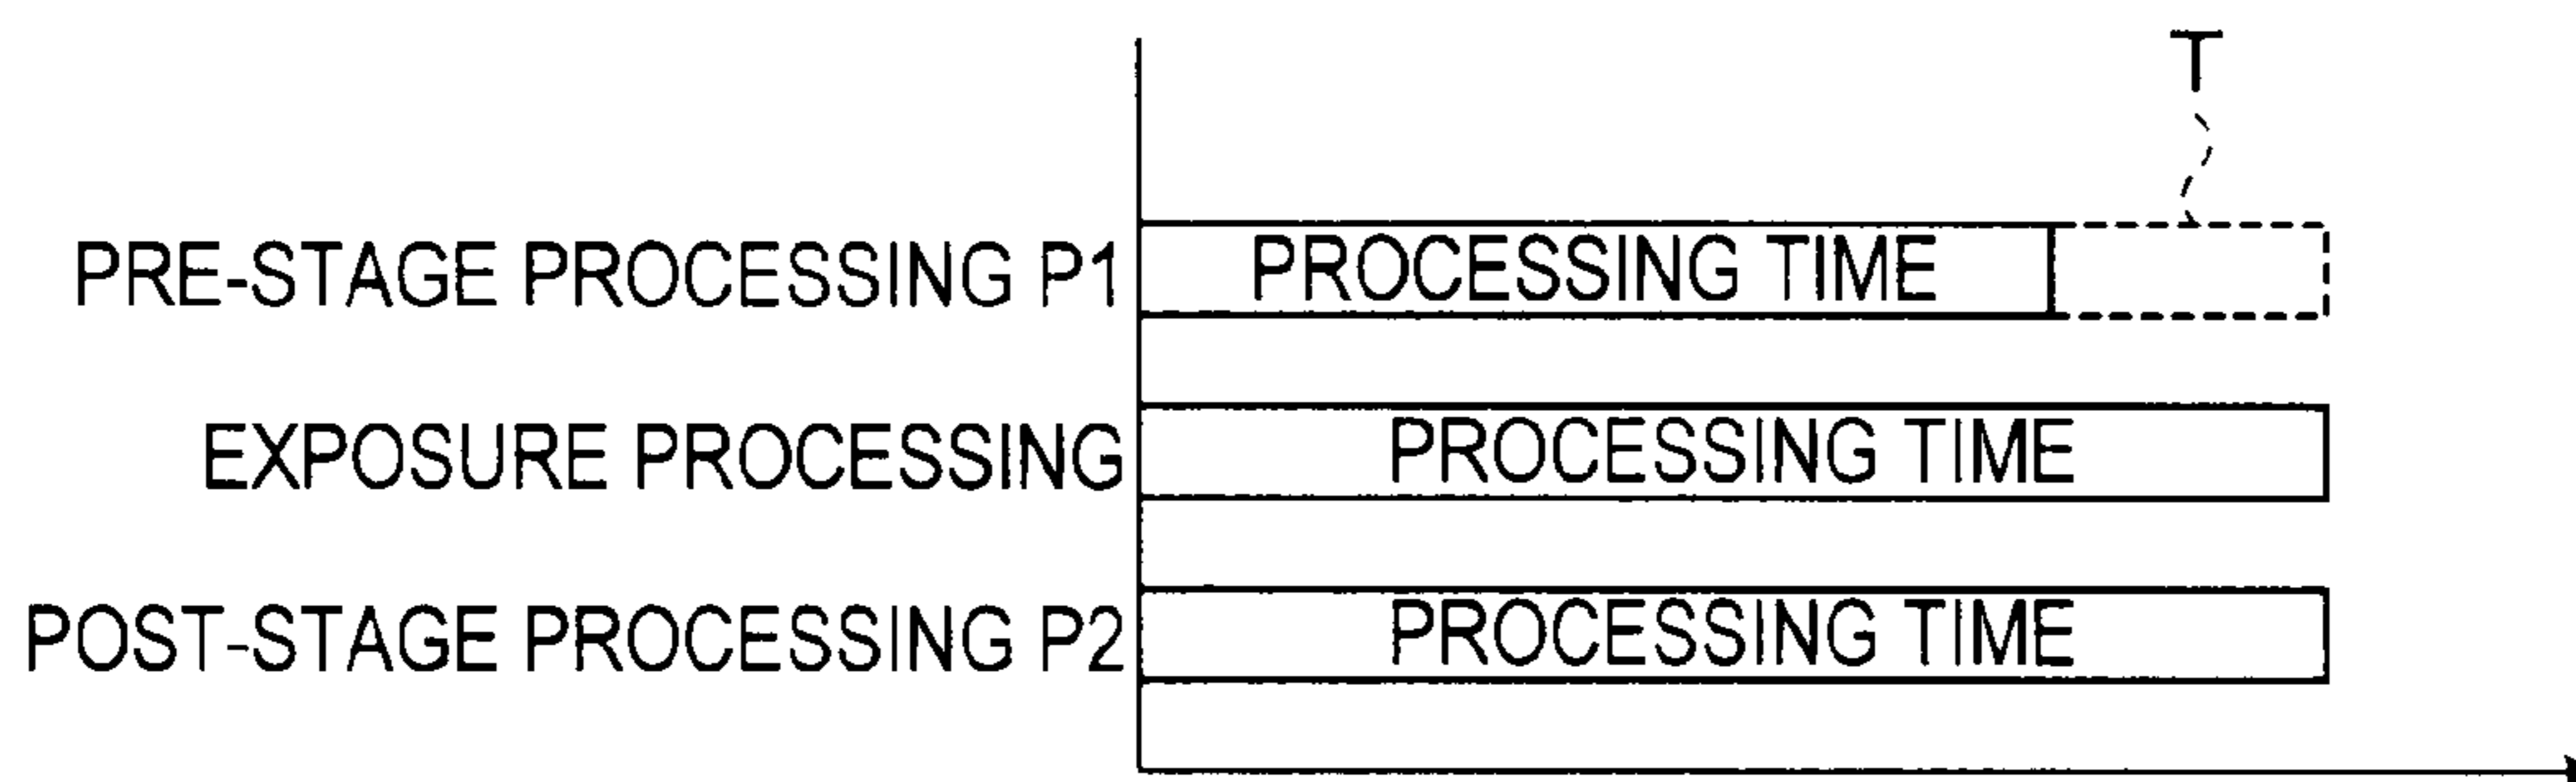 T
PRE-STAGE PROCESSING P1 PROCESSING TIME
EXPOSURE PROCESSING PROCESSING TIME
POST-STAGE PROCESSING P2 PROCESSING TIME